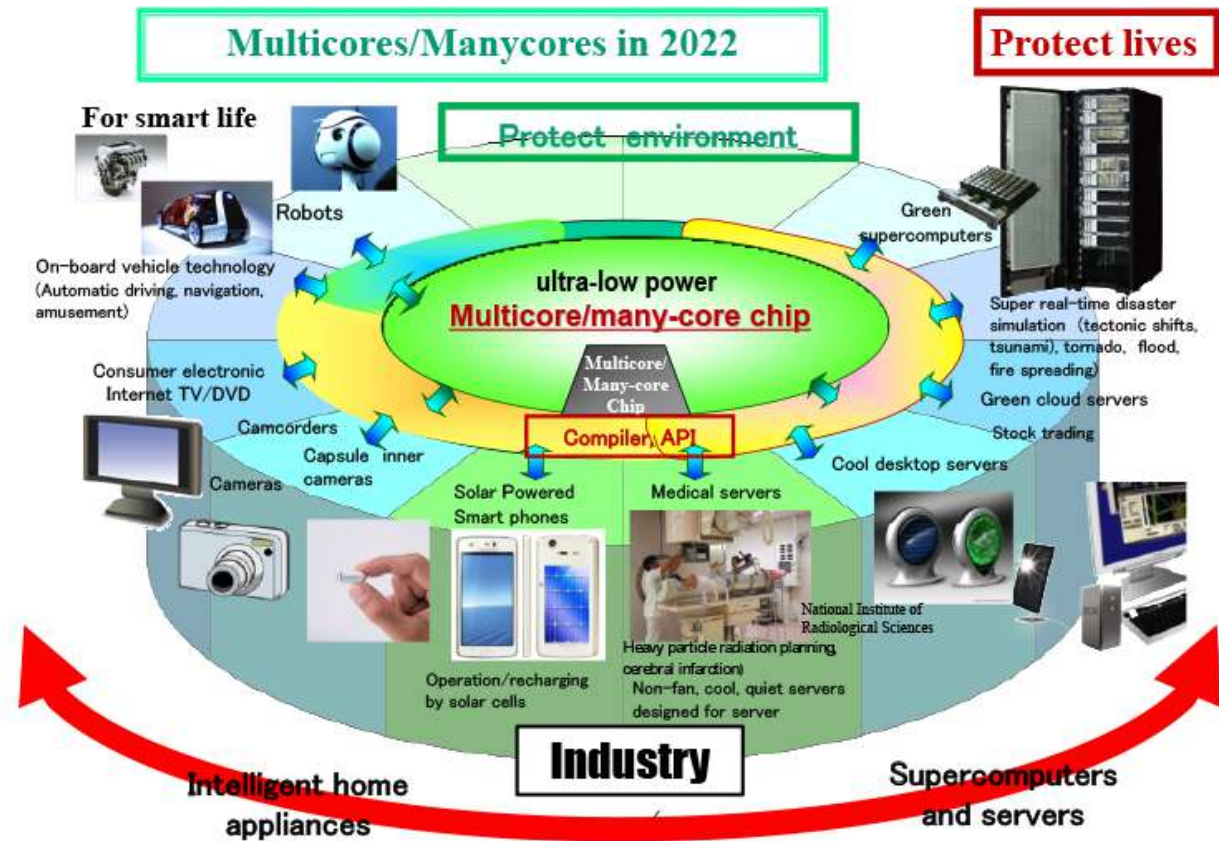 Multicores/Manycores in 2022
Protect lives
For smart life
Protect environment
Robots
Green
supercomputers
On-board vehicle technology
(Automatic driving, navigation,
amusement)
ultra-low power
Multicore/many-core chip
Super real-time disaster
simulation (tectonic shifts,
tsunami), tornado, flood,
fire spreading)
Multicore/
Many-core
Chip
Consumer electronic
Internet TV/DVD
Green cloud servers
Camcorders
Compiler, API
Stock trading
Capsule inner
cameras
Cool desktop servers
Cameras
Solar Powered
Smart phones
Medical servers
National Institute of
Radiological Sciences
Heavy particle radiation planning,
cerebral infarction)
Operation/recharging
by solar cells
Non-fan, cool, quiet servers
designed for server
Industry
Intelligent home
appliances
Supercomputers
and servers